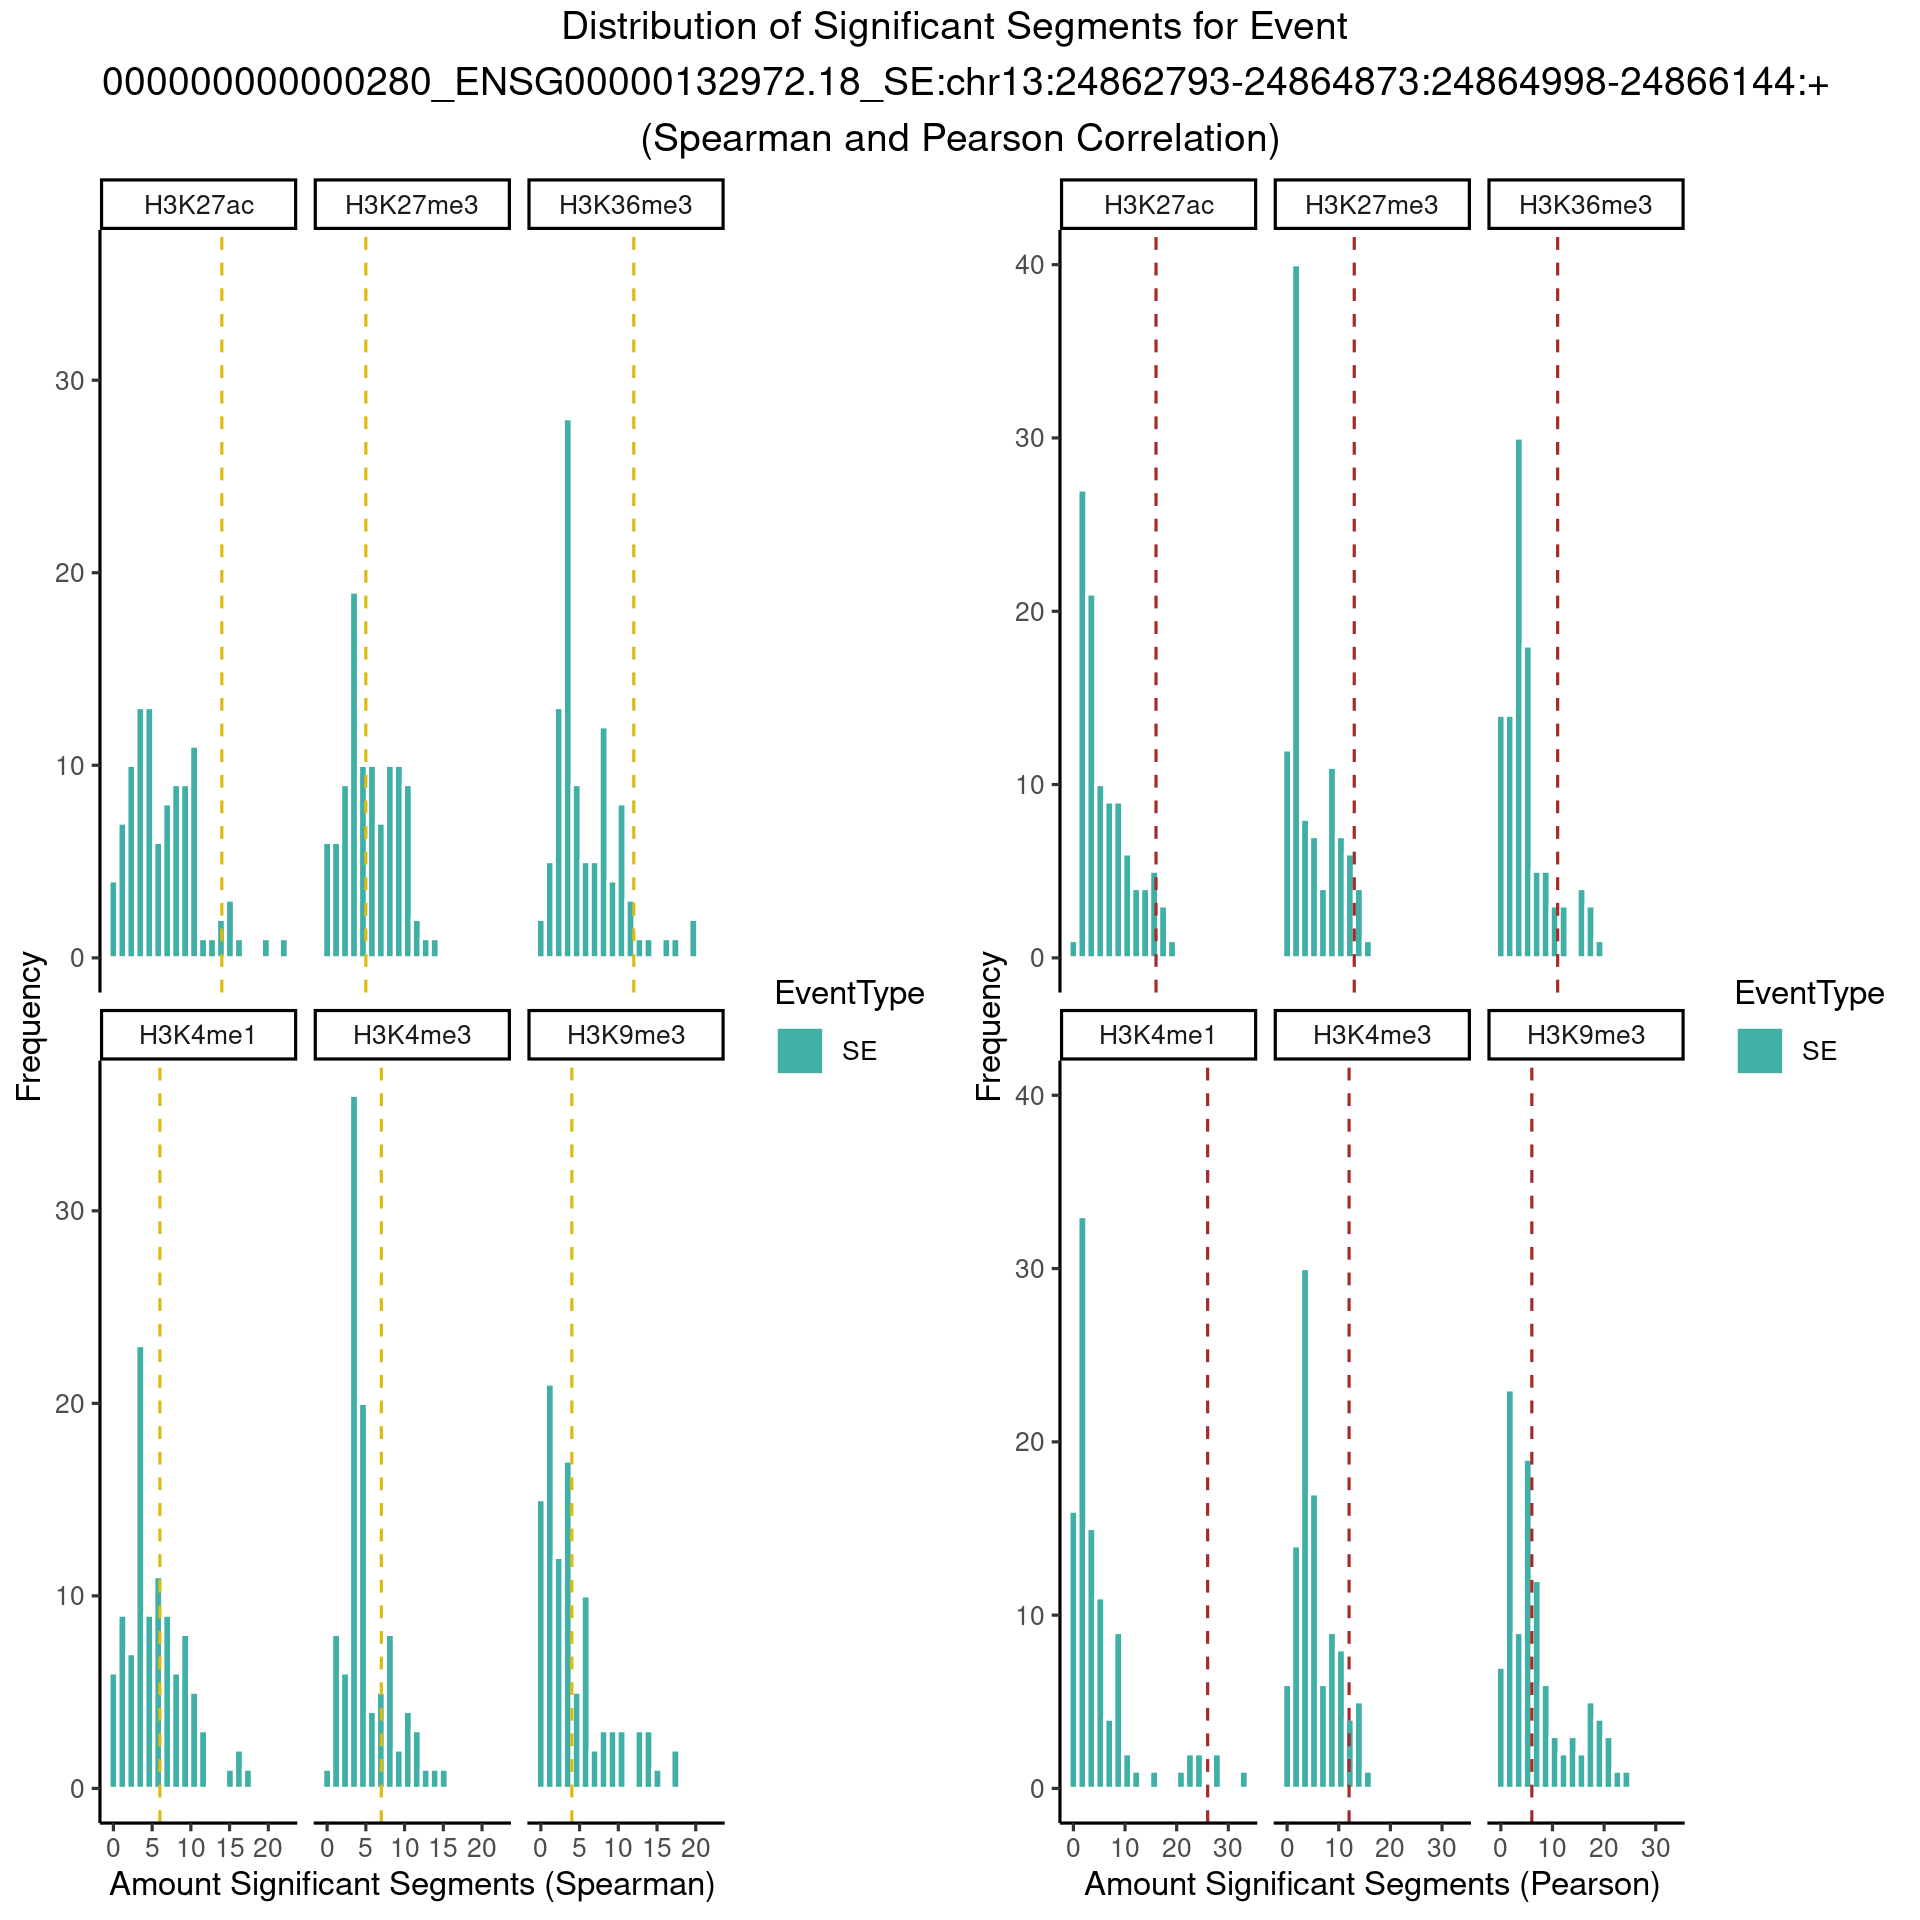 Distribution of Significant Segments for Event
000000000000280_ENSG00000132972.18_SE:chr13:24862793-24864873:24864998-24866144:+
(Spearman and Pearson Correlation)
H3K27ac H3K27me3 H3K36me3
30
20
10
0
H3K4me1 H3K4me3 H3K9me3
30
20
10
0
0 5 10 15 20 0 5 10 15 20 0 5 10 15 20
Frequency
Amount Significant Segments (Spearman)
EventType
SE
H3K27ac H3K27me3 H3K36me3
40
30
20
10
0
H3K4me1 H3K4me3 H3K9me3
40
30
20
10
0
0 10 20 30 0 10 20 30 0 10 20 30
Frequency
Amount Significant Segments (Pearson)
EventType
SE